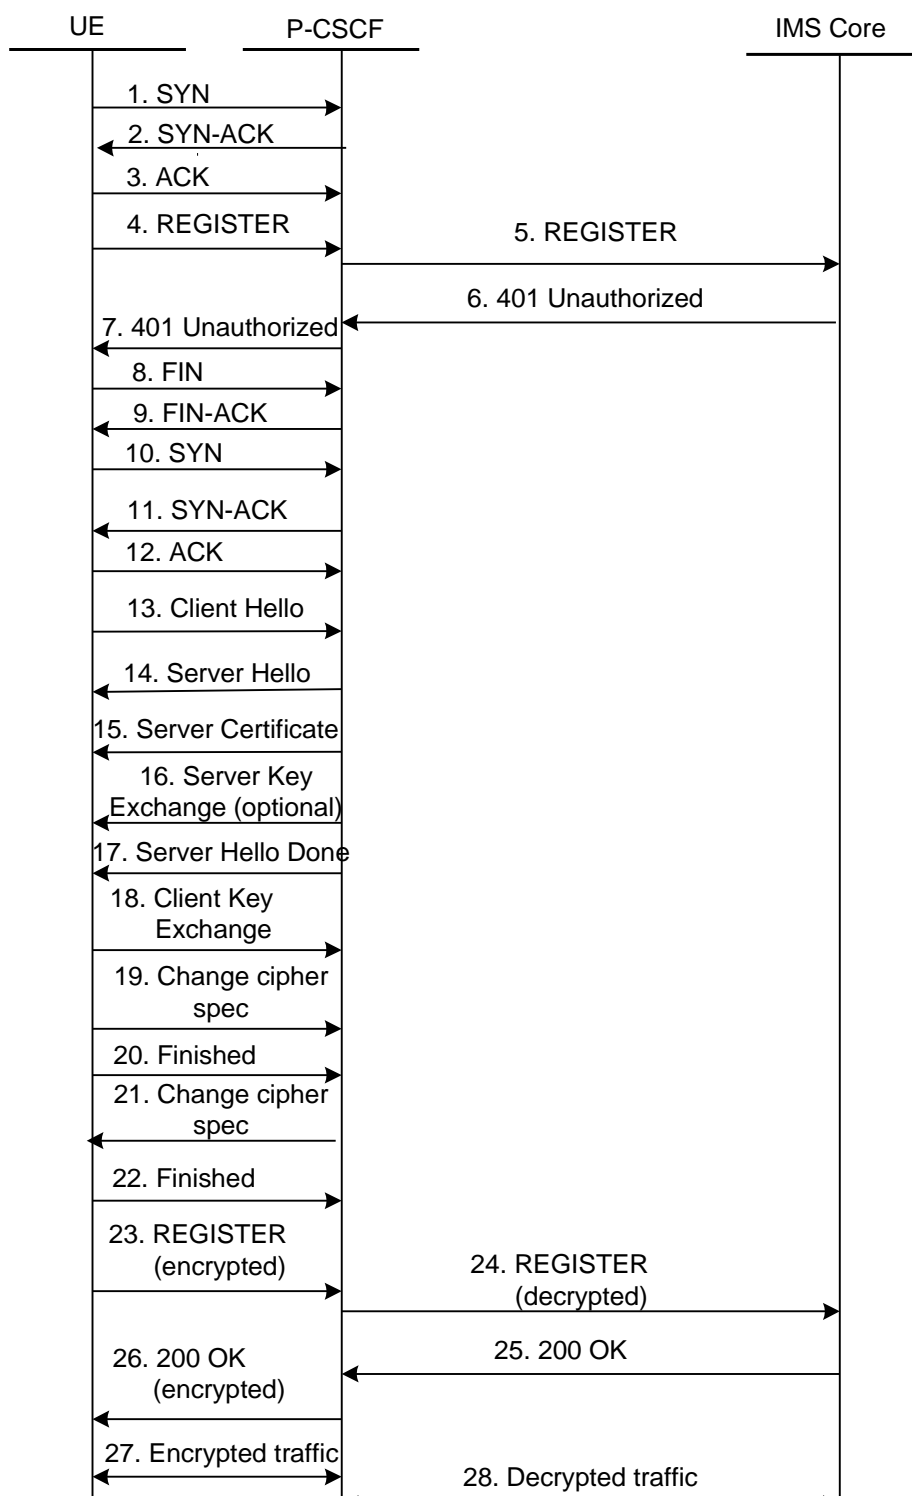 UE
P-CSCF
IMS Core
1. SYN
2. SYN-ACK
3. ACK
4. REGISTER
5. REGISTER
6. 401 Unauthorized
7. 401 Unauthorized
8. FIN
9. FIN-ACK
10. SYN
11. SYN-ACK
12. ACK
13. Client Hello
14. Server Hello
15. Server Certificate
16. Server Key
Exchange (optional)
17. Server Hello Done
18. Client Key
Exchange
19. Change cipher
spec
20. Finished
21. Change cipher
spec
22. Finished
23. REGISTER
(encrypted)
24. REGISTER
(decrypted)
25. 200 OK
26. 200 OK
(encrypted)
27. Encrypted traffic
28. Decrypted traffic